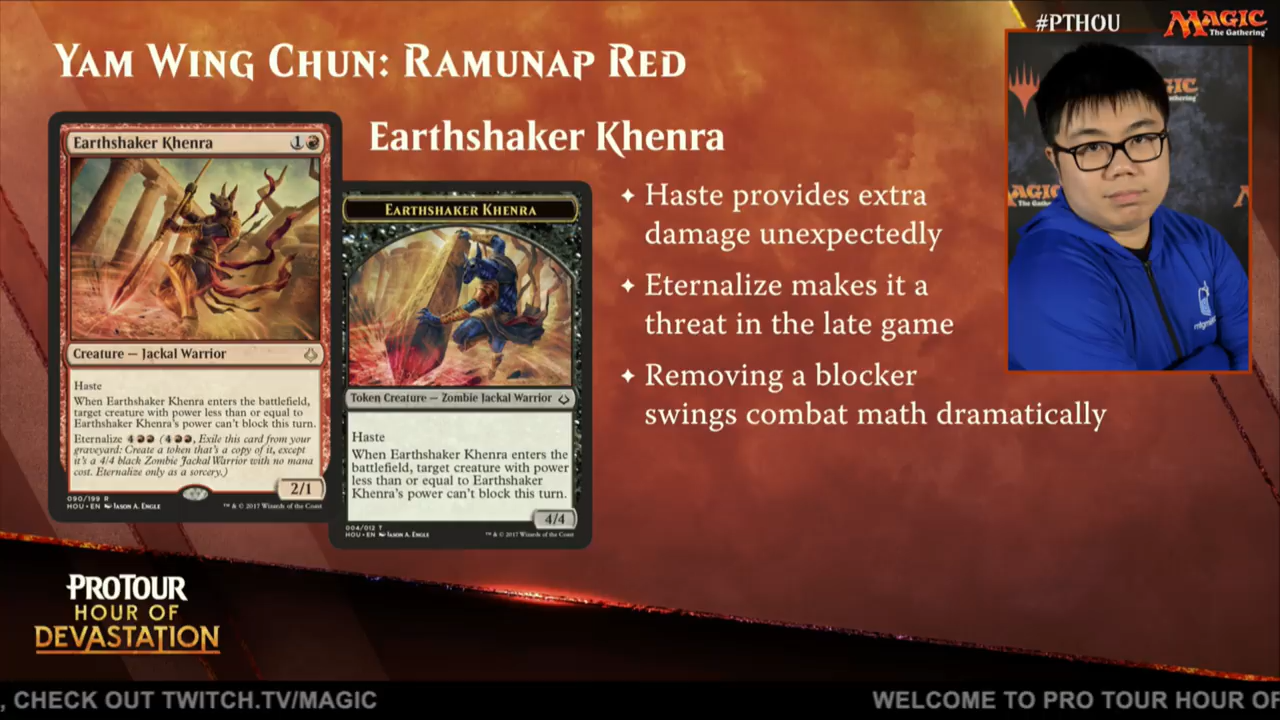 #PTHOU
MAGIC
The Gathering
YAM WING CHUN: RAMUNAP RED
Earthshaker Khenra
Haste provides extra
damage unexpectedly
Eternalize makes it a
threat in the late game
Removing a blocker
swings combat math dramatically
Earthshaker Khenra 1
Creature — Jackal Warrior
Haste
When Earthshaker Khenra enters the battlefield,
target creature with power less than or equal to
Earthshaker Khenra's power can't block this turn.
Eternalize 4 (4, Exile this card from your
graveyard: Create a token that's a copy of it, except
it's a 4/4 black Zombie Jackal Warrior with no mana
cost. Eternalize only as a sorcery.)
2/1
090/199 R
HOU • EN JASON A. ENGLE ™ & © 2017 Wizards of the Coast
EARTHSHAKER KHENRA
Token Creature — Zombie Jackal Warrior
Haste
When Earthshaker Khenra enters the
battlefield, target creature with power
less than or equal to Earthshaker
Khenra's power can't block this turn.
4/4
004/012 T
HOU • EN JASON A. ENGLE ™ & © 2017 Wizards of the Coast
GIC
AGIC
The Gath
PROTOUR
HOUR OF
DEVASTATION
, CHECK OUT TWITCH.TV/MAGIC
WELCOME TO PRO TOUR HOUR OF